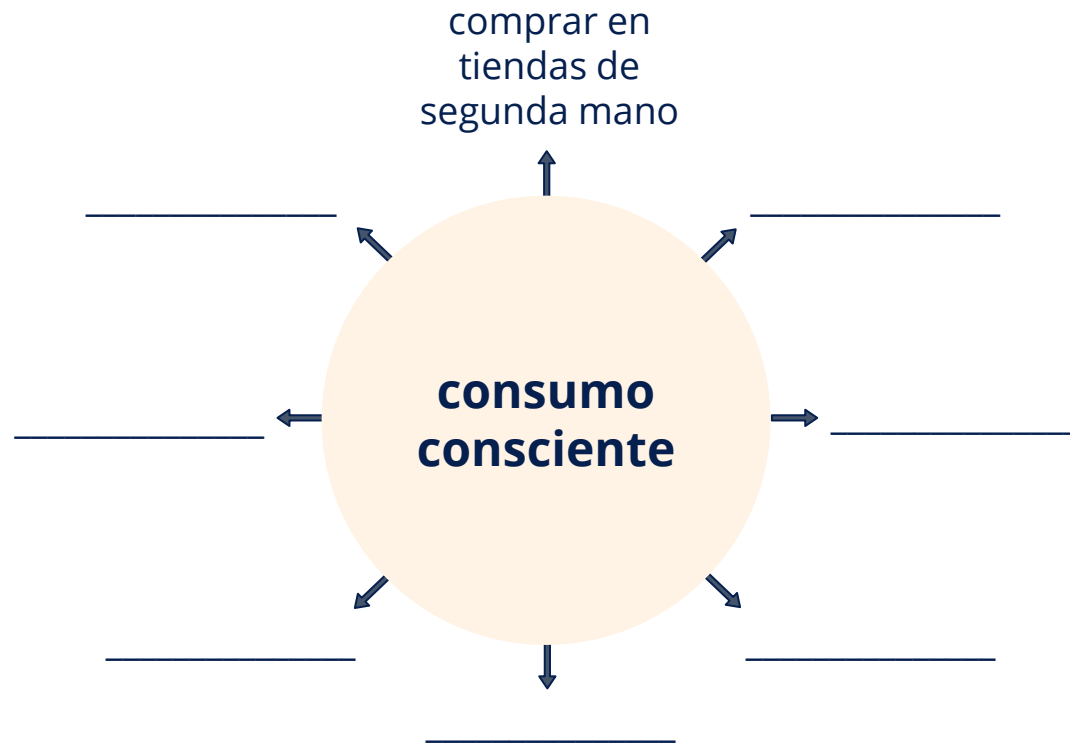 comprar en
tiendas de
segunda mano
consumo
consciente